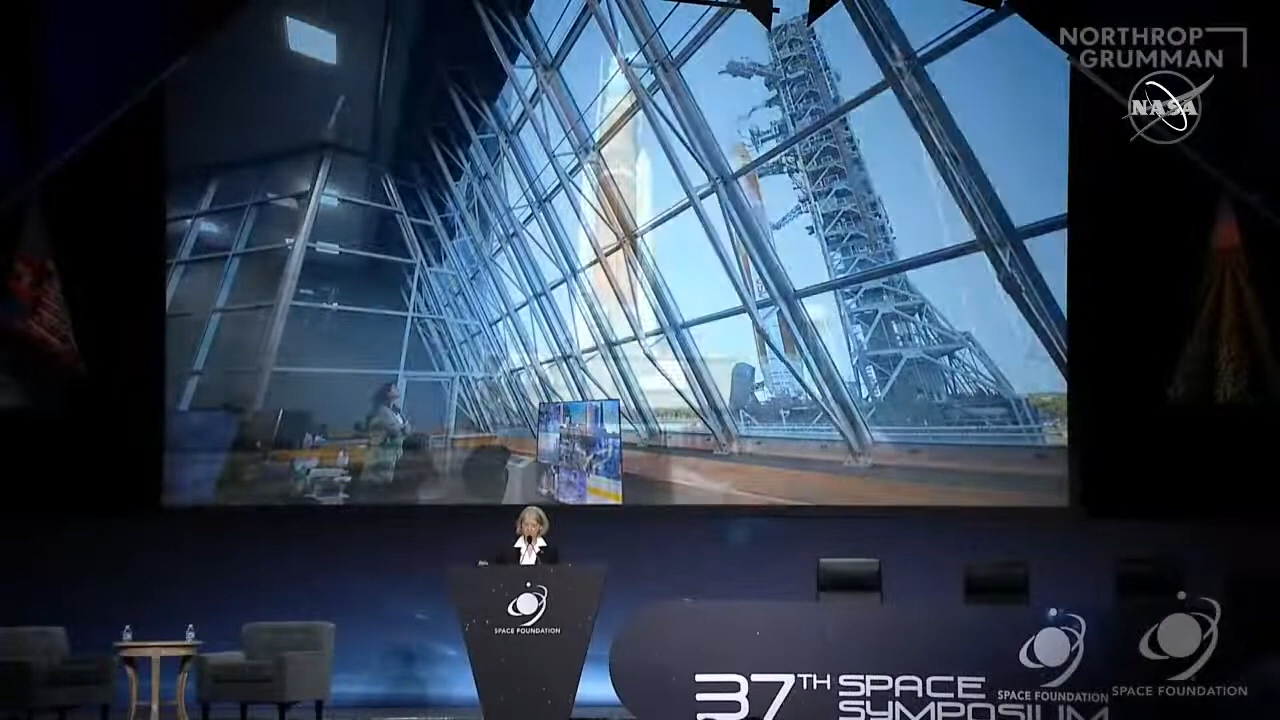 NORTHROP
GRUMMAN
NASA
SPACE FOUNDATION
37TH SPACE
SYMPOSIUM
SPACE FOUNDATION
SPACE FOUNDATION